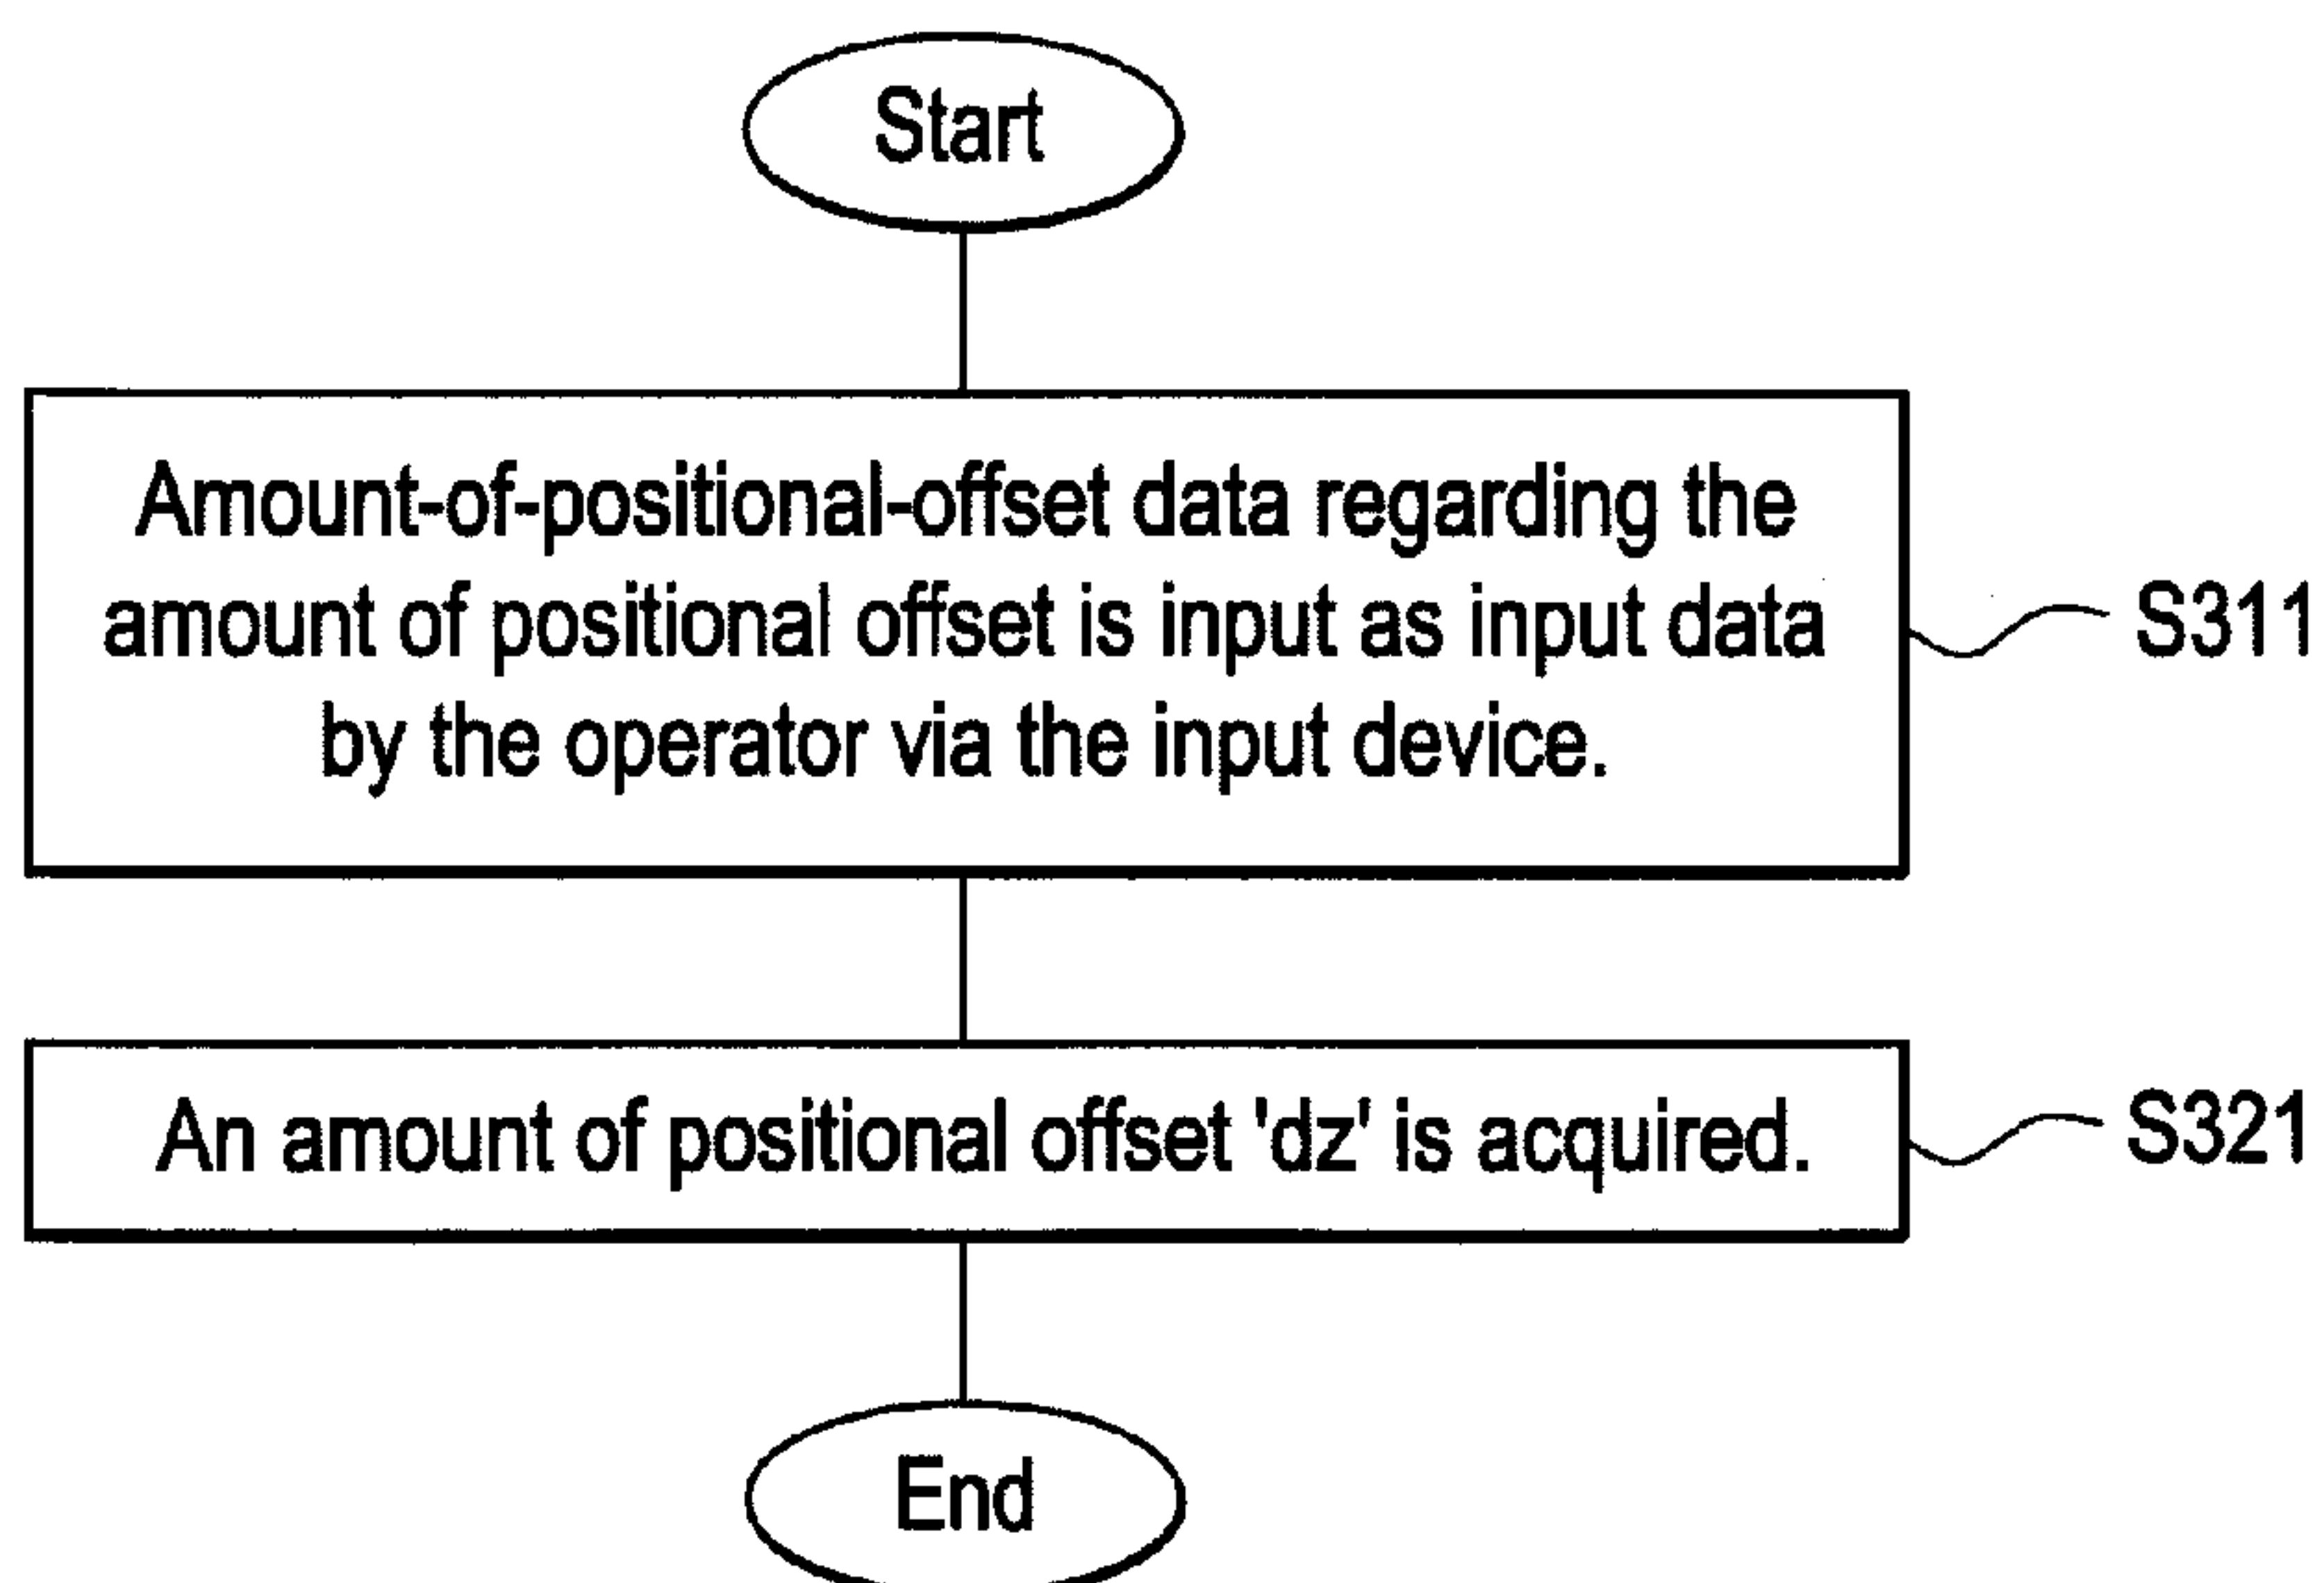 Start
Amount-of-positional-offset data regarding the
amount of positional offset is input as input data
by the operator via the input device.
S311
An amount of positional offset 'dz' is acquired.
S321
End